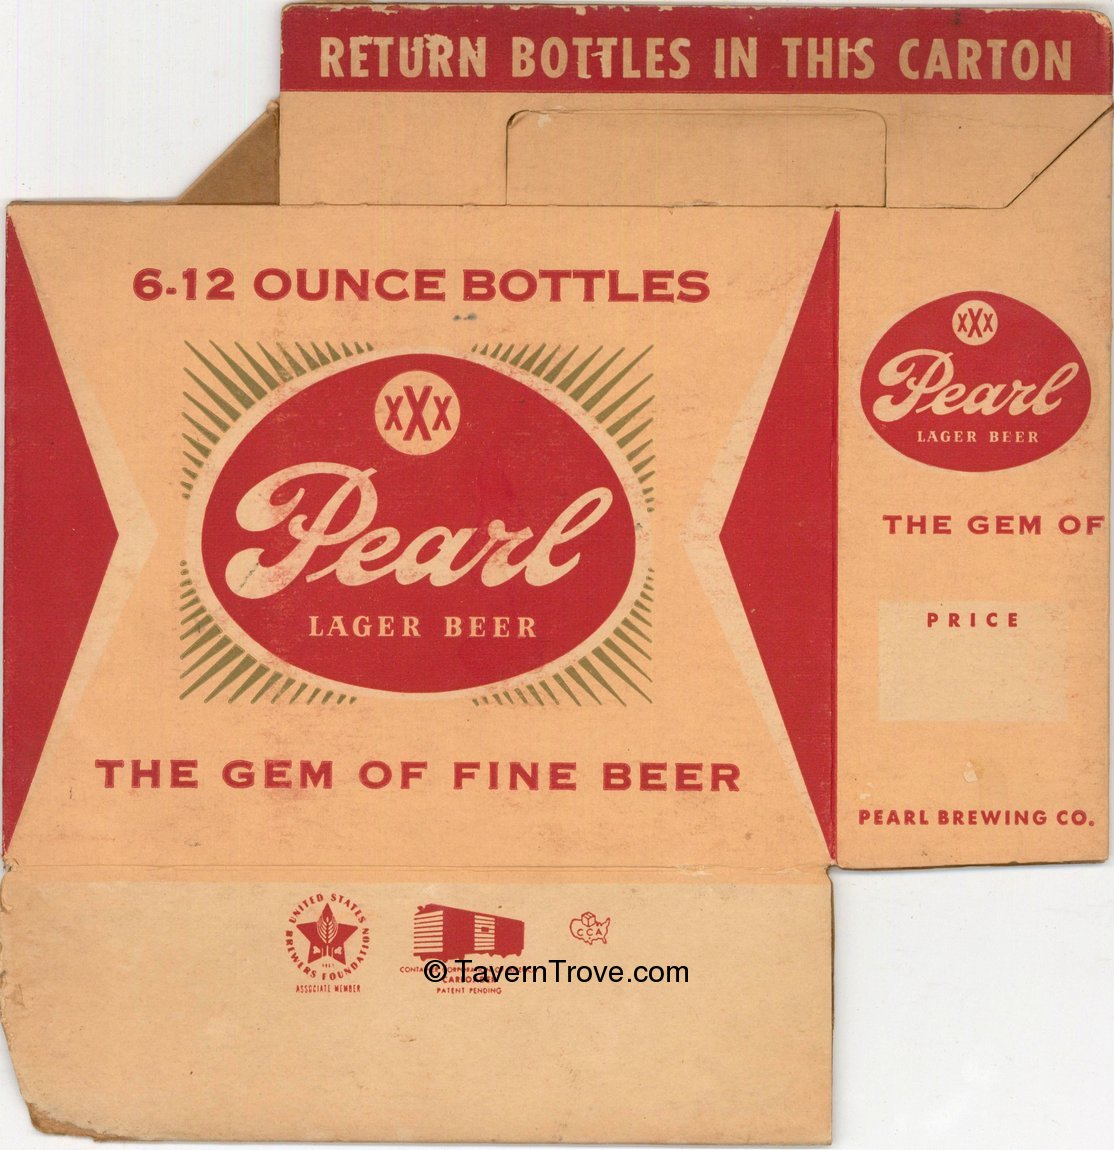 RETURN BOTTLES IN THIS CARTON
6-12 OUNCE BOTTLES
XXX
Pearl
LAGER BEER
THE GEM OF FINE BEER
XXX
Pearl
LAGER BEER
THE GEM OF
PRICE
PEARL BREWING CO.
UNITED STATES
BREWERS FOUNDATION
ASSOCIATE MEMBER
PATENT PENDING
CCA
© TavernTrove.com